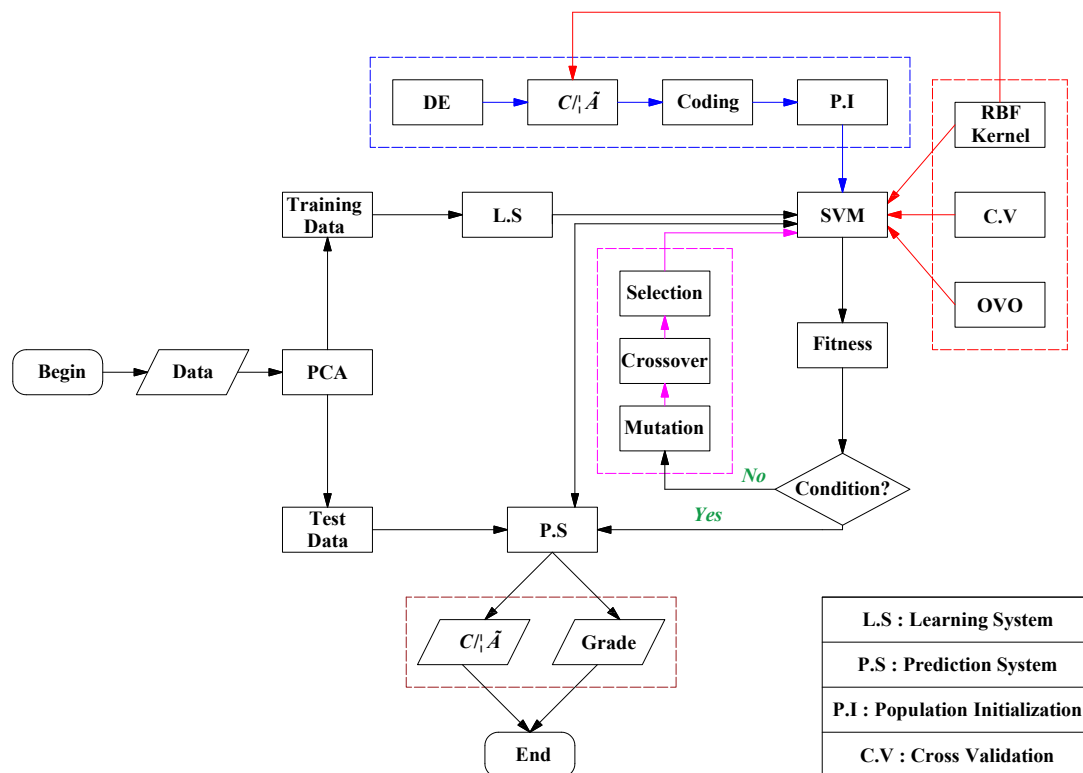 DE
C/¦ Ã
Coding
P.I
RBF
Kernel
Training
Data
L.S
SVM
C.V
Selection
OVO
Fitness
Begin
Data
PCA
Crossover
Mutation
No
Condition?
Yes
Test
Data
P.S
C/¦ Ã
Grade
End
L.S : Learning System
P.S : Prediction System
P.I : Population Initialization
C.V : Cross Validation